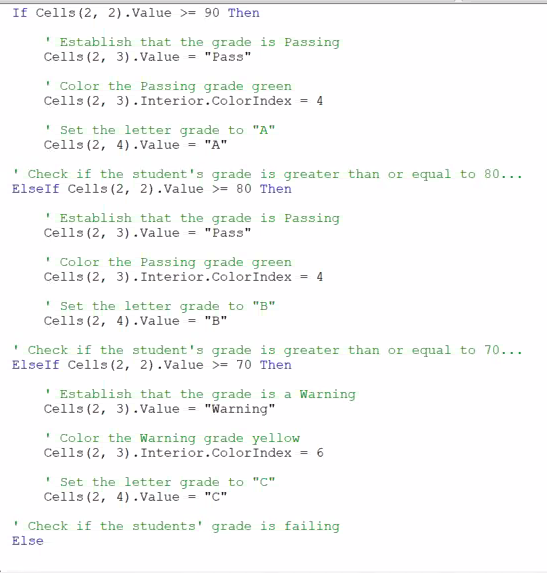 If Cells(2, 2).Value >= 90 Then
' Establish that the grade is Passing
Cells(2, 3).Value = "Pass"
' Color the Passing grade green
Cells(2, 3).Interior.ColorIndex = 4
' Set the letter grade to "A"
Cells(2, 4).Value = "A"
' Check if the student's grade is greater than or equal to 80...
ElseIf Cells(2, 2).Value >= 80 Then
' Establish that the grade is Passing
Cells(2, 3).Value = "Pass"
' Color the Passing grade green
Cells(2, 3).Interior.ColorIndex = 4
' Set the letter grade to "B"
Cells(2, 4).Value = "B"
' Check if the student's grade is greater than or equal to 70...
ElseIf Cells(2, 2).Value >= 70 Then
' Establish that the grade is a Warning
Cells(2, 3).Value = "Warning"
' Color the Warning grade yellow
Cells(2, 3).Interior.ColorIndex = 6
' Set the letter grade to "C"
Cells(2, 4).Value = "C"
' Check if the students' grade is failing
Else